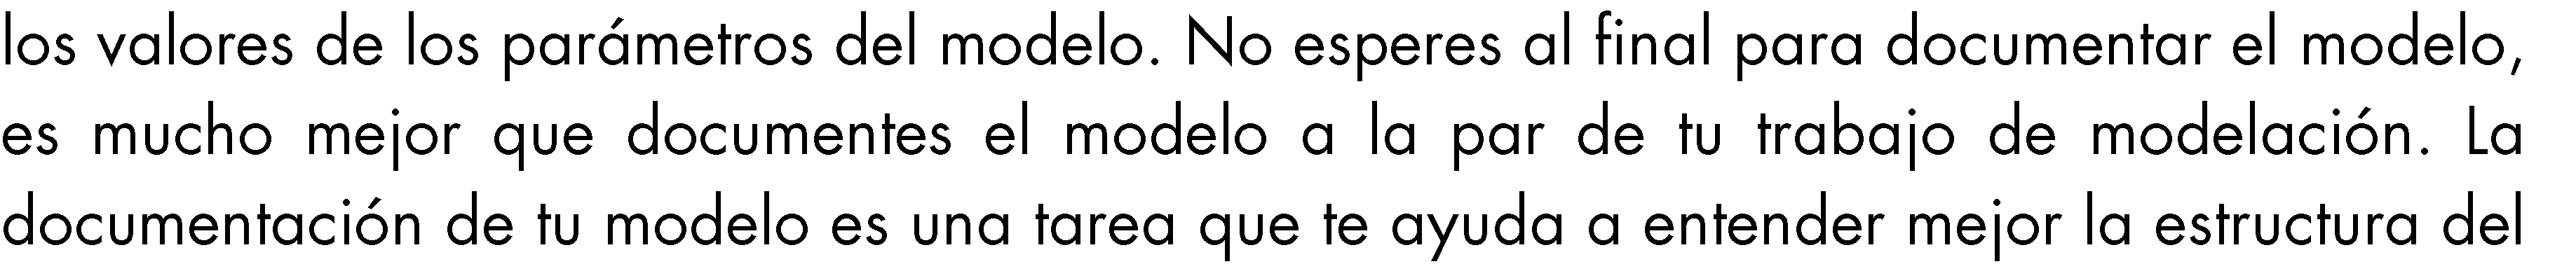 los valores de los parámetros del modelo. No esperes al final para documentar el modelo,
es mucho mejor que documentes el modelo a la par de tu trabajo de modelación. La
documentación de tu modelo es una tarea que te ayuda a entender mejor la estructura del